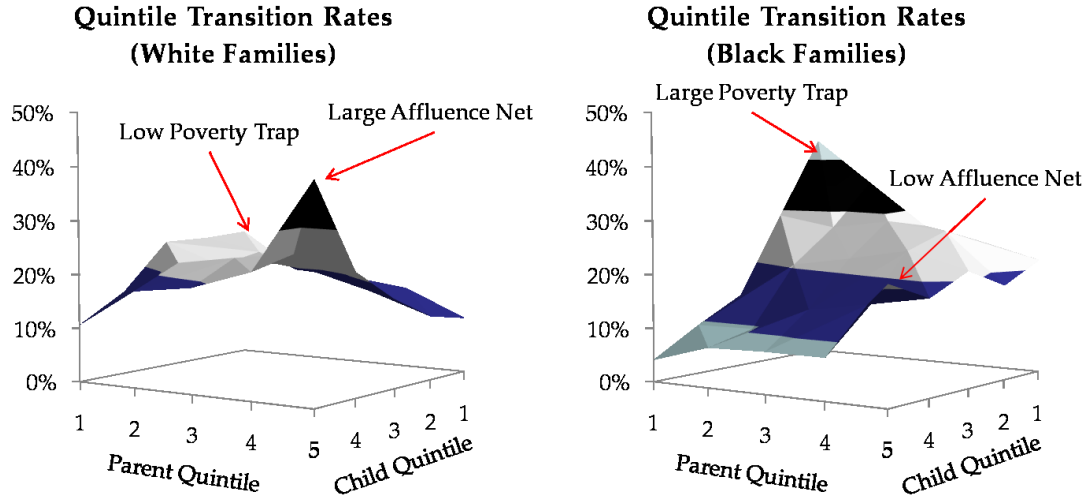 Quintile Transition Rates
(White Families)
50%
40%
30%
20%
10%
0%
Low Poverty Trap
Large Affluence Net
1
2
3
4
5
4
3
2
1
Parent Quintile
Child Quintile
Quintile Transition Rates
(Black Families)
Large Poverty Trap
50%
40%
30%
20%
10%
0%
Low Affluence Net
1
2
3
4
5
4
3
2
1
Parent Quintile
Child Quintile